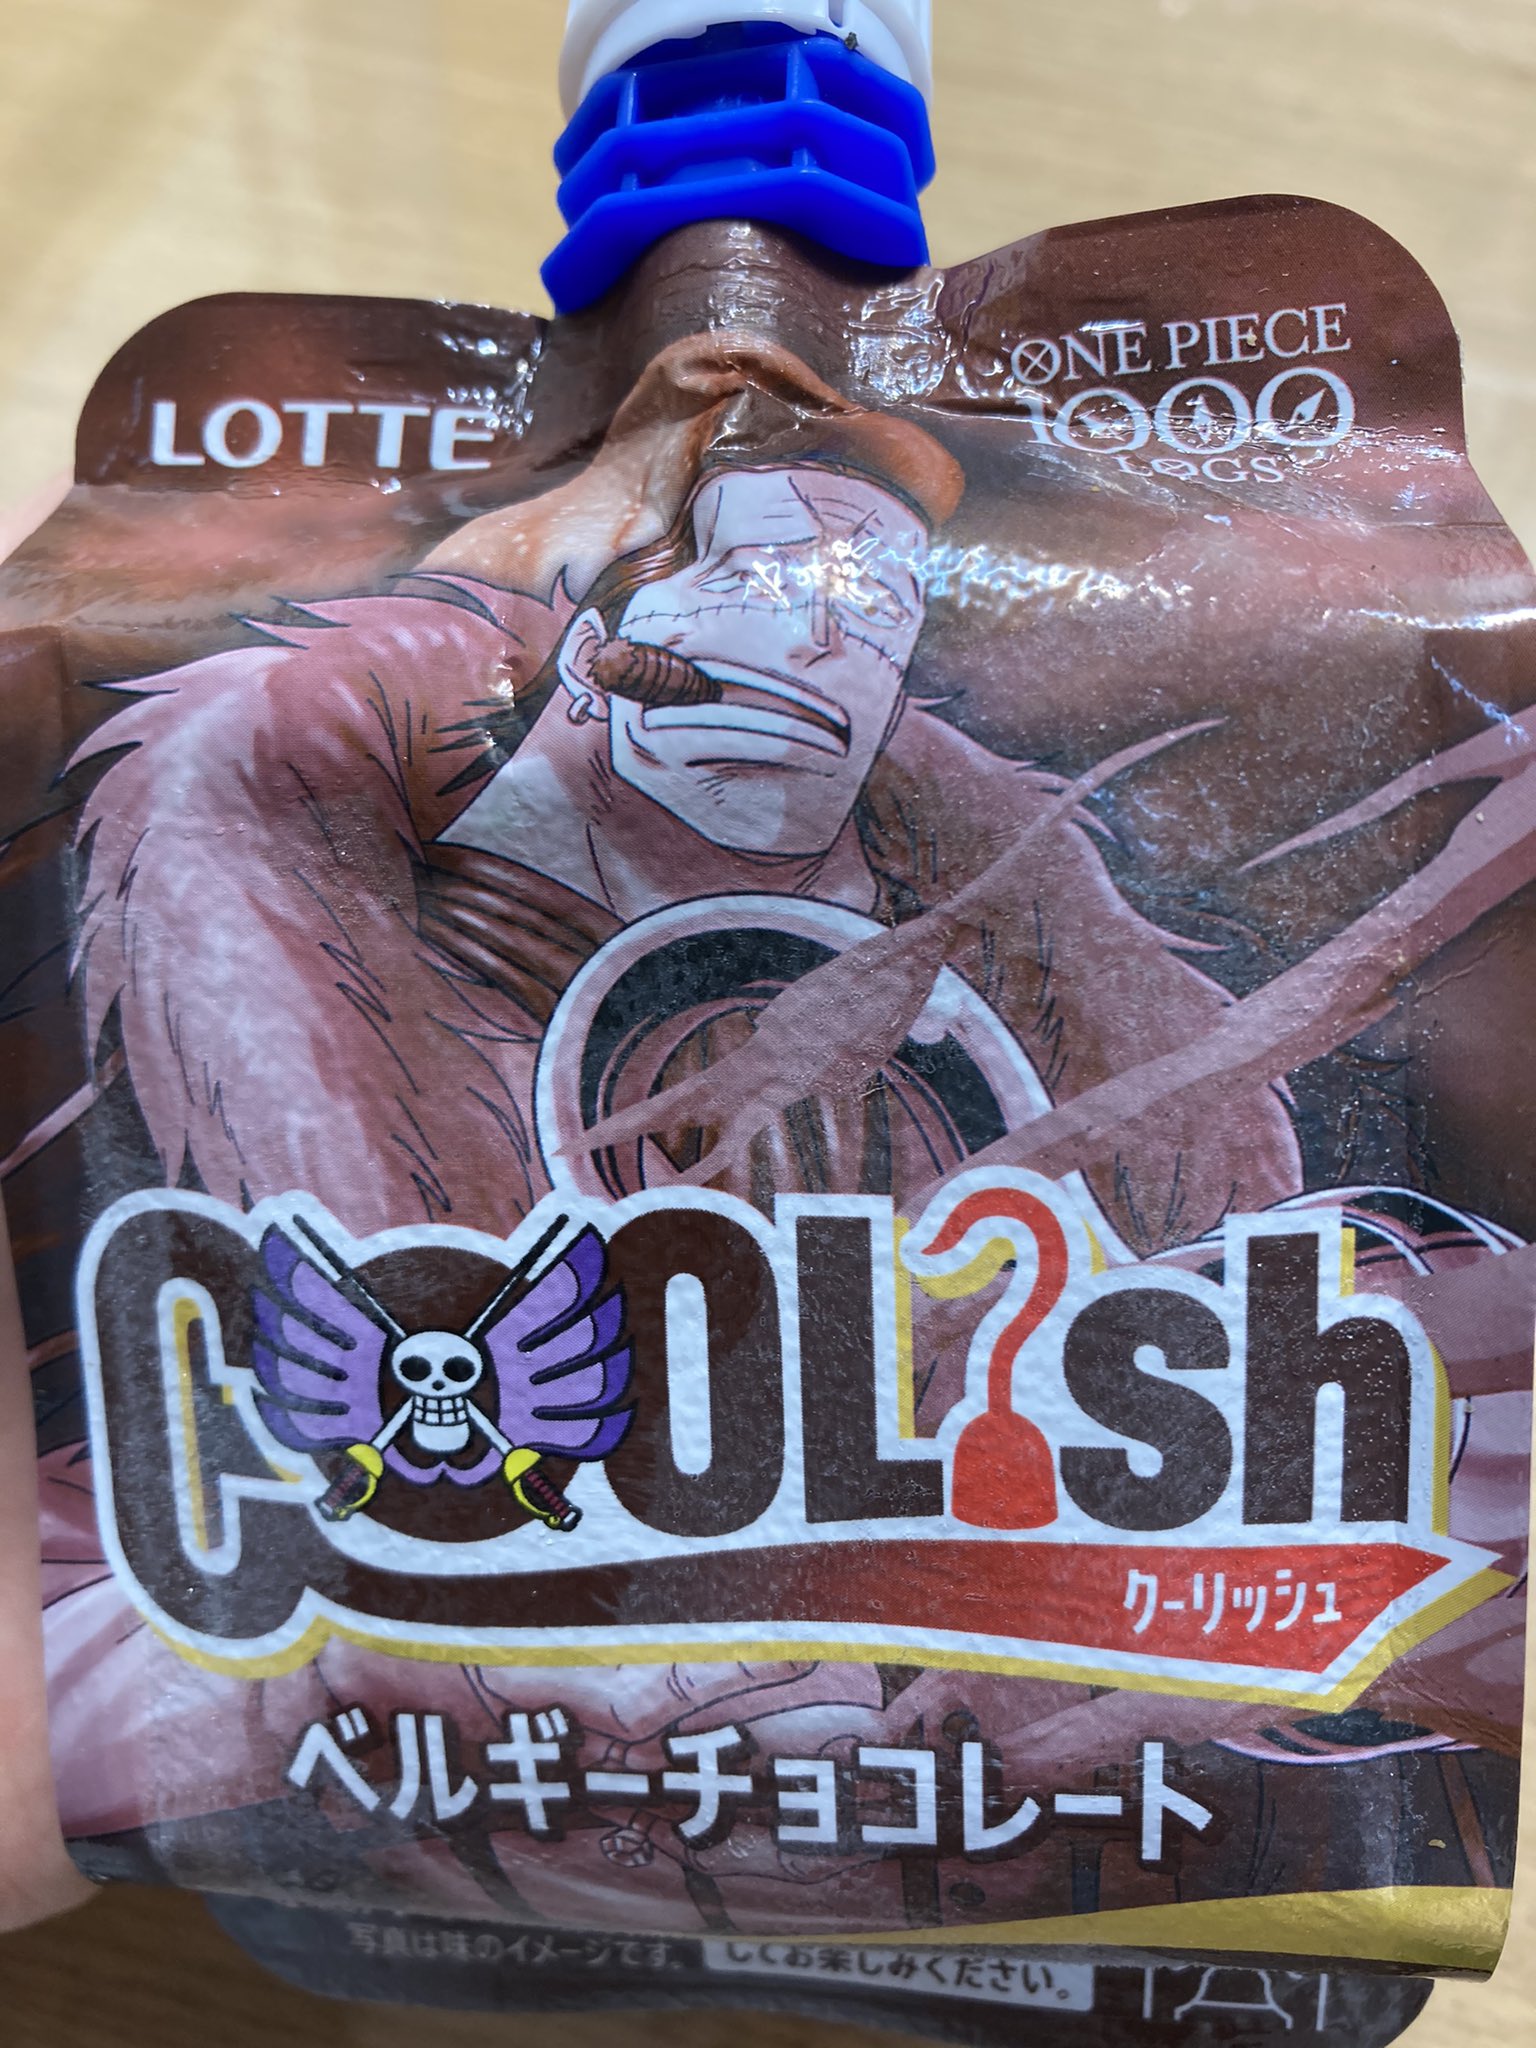 LOTTE
ONE PIECE
1000
LOGS
COOLish
クーリッシュ
ベルギーチョコレート
写真は味のイメージです。
してお楽しみください。